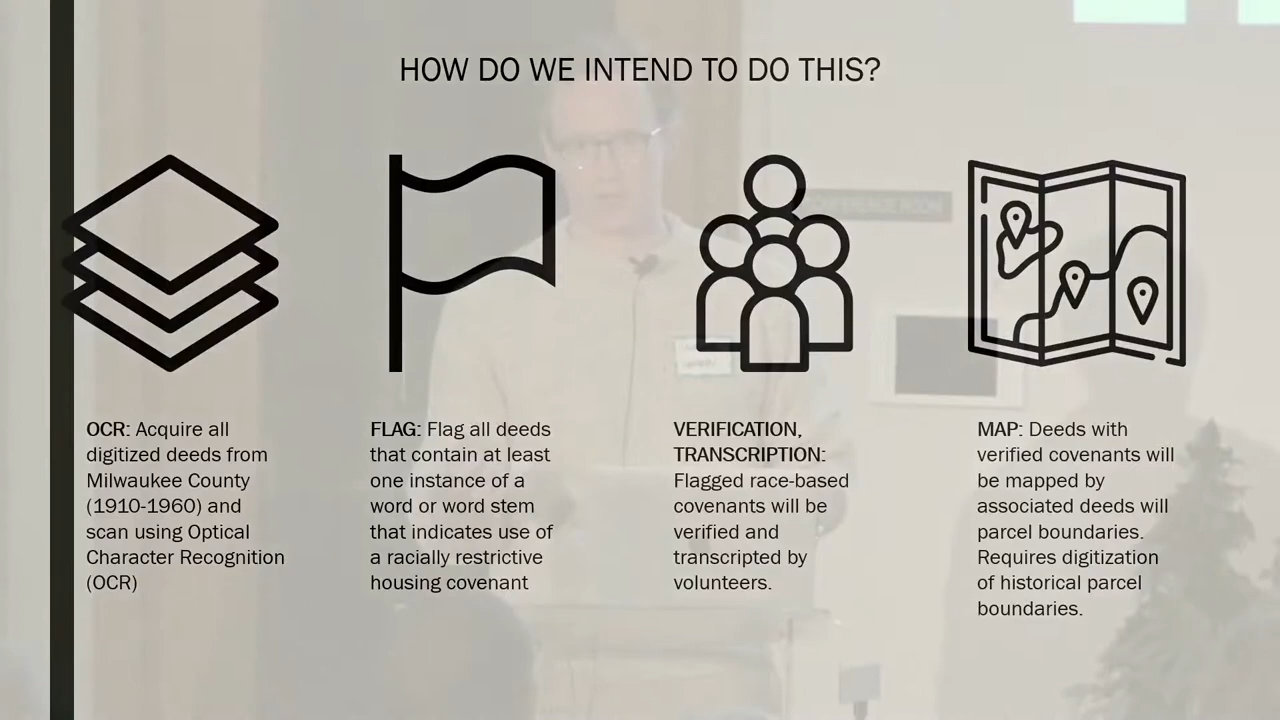 HOW DO WE INTEND TO DO THIS?
OCR: Acquire all
digitized deeds from
Milwaukee County
(1910-1960) and
scan using Optical
Character Recognition
(OCR)
FLAG: Flag all deeds
that contain at least
one instance of a
word or word stem
that indicates use of
a racially restrictive
housing covenant
VERIFICATION,
TRANSCRIPTION:
Flagged race-based
covenants will be
verified and
transcripted by
volunteers.
MAP: Deeds with
verified covenants will
be mapped by
associated deeds will
parcel boundaries.
Requires digitization
of historical parcel
boundaries.